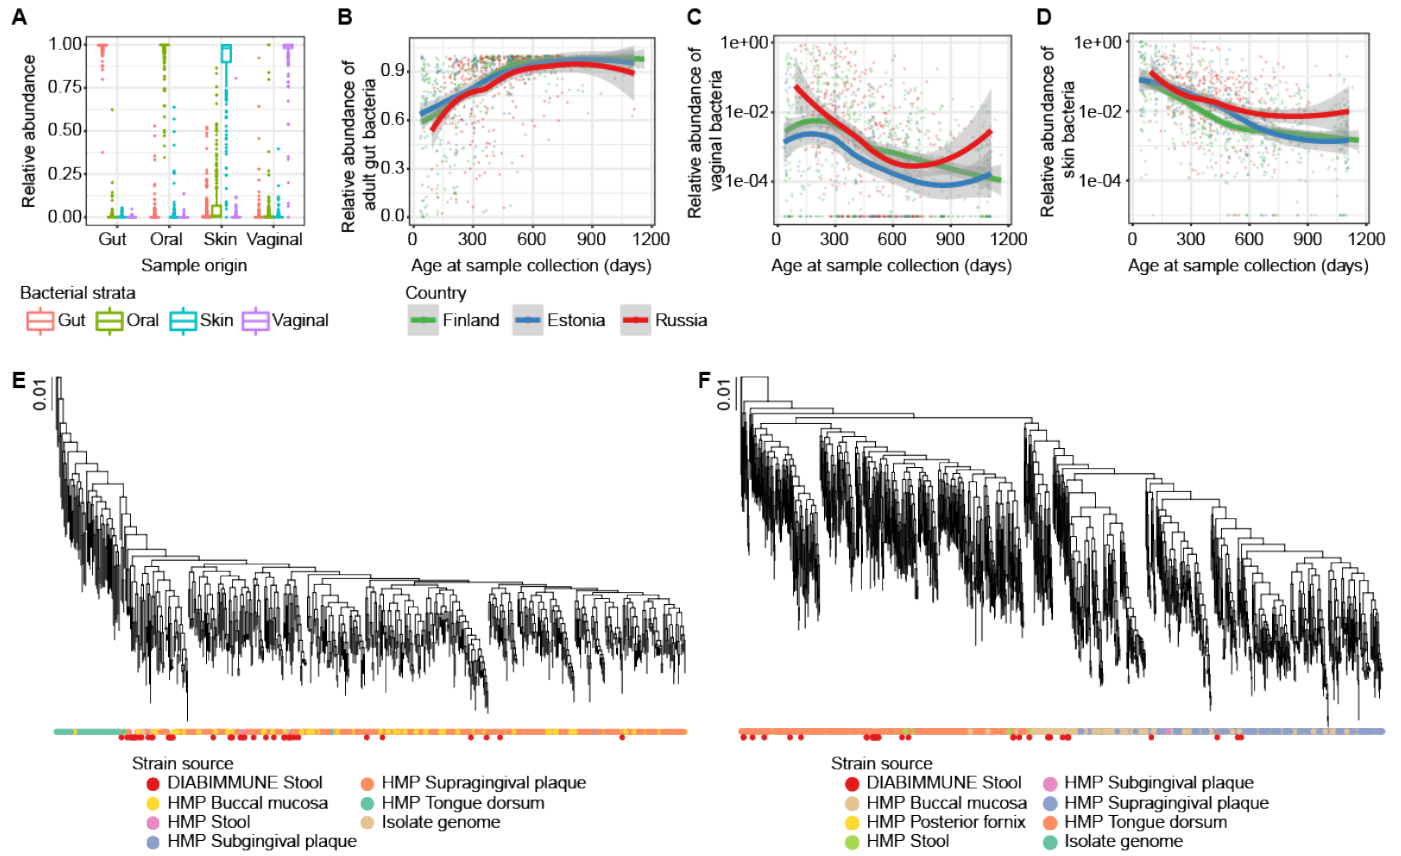 A
B
C
D
Relative abundance
1.00
0.75
0.50
0.25
0.00
Gut Oral Skin Vaginal
Sample origin
Bacterial strata
Gut Oral Skin Vaginal
Relative abundance of
adult gut bacteria
0.9
0.6
0.3
0.0
0 300 600 900 1200
Age at sample collection (days)
Country
Finland Estonia Russia
Relative abundance of
vaginal bacteria
1e+00
1e-02
1e-04
0 300 600 900 1200
Age at sample collection (days)
Relative abundance of
skin bacteria
1e+00
1e-02
1e-04
0 300 600 900 1200
Age at sample collection (days)
E
0.01
Strain source
DIABIMMUNE Stool
HMP Buccal mucosa
HMP Stool
HMP Subgingival plaque
HMP Supragingival plaque
HMP Tongue dorsum
Isolate genome
F
0.01
Strain source
DIABIMMUNE Stool
HMP Buccal mucosa
HMP Posterior fornix
HMP Stool
HMP Subgingival plaque
HMP Supragingival plaque
HMP Tongue dorsum
Isolate genome